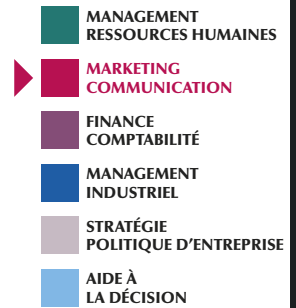 MANAGEMENT
RESSOURCES HUMAINES
MARKETING
COMMUNICATION
FINANCE
COMPTABILITÉ
MANAGEMENT
INDUSTRIEL
STRATÉGIE
POLITIQUE D’ENTREPRISE
AIDE À
LA DÉCISION